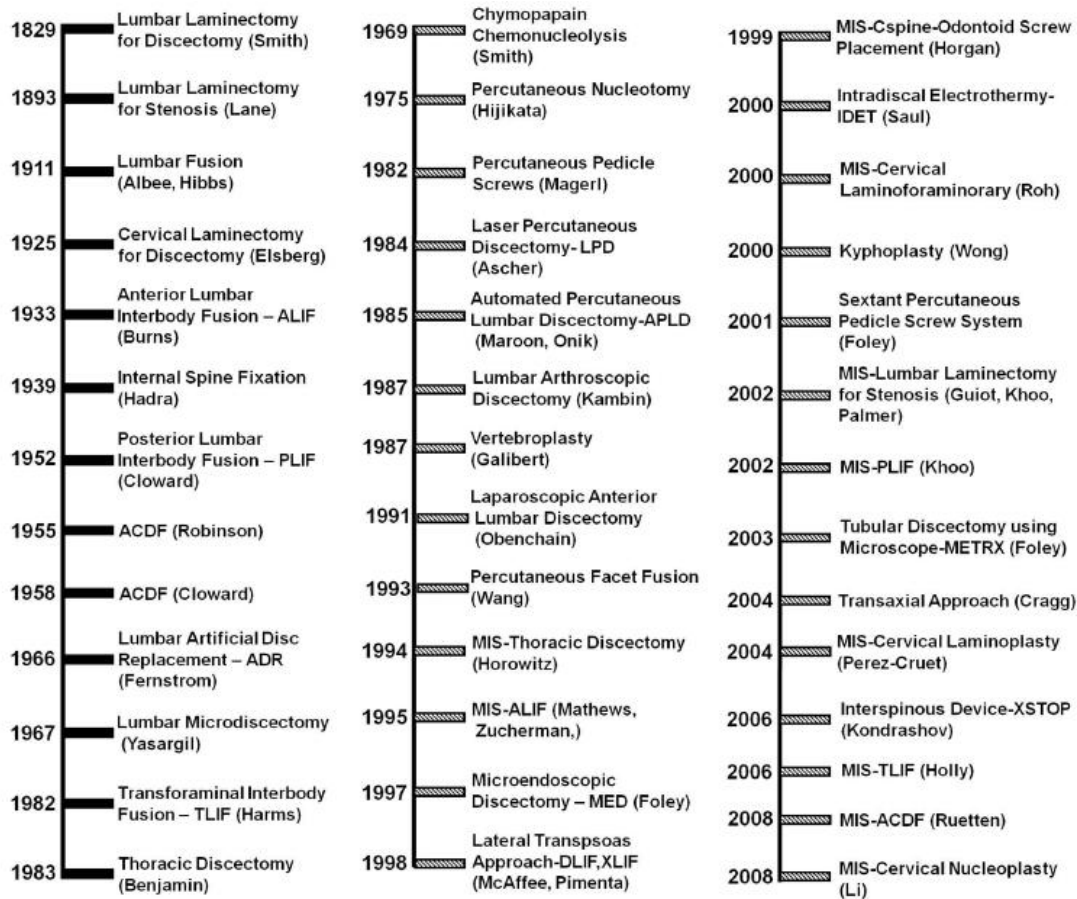 1829
Lumbar Laminectomy
for Discectomy (Smith)
1893
Lumbar Laminectomy
for Stenosis (Lane)
1911
Lumbar Fusion
(Albee, Hibbs)
1925
Cervical Laminectomy
for Discectomy (Elsberg)
1933
Anterior Lumbar
Interbody Fusion – ALIF
(Burns)
1939
Internal Spine Fixation
(Hadra)
1952
Posterior Lumbar
Interbody Fusion – PLIF
(Cloward)
1955
ACDF (Robinson)
1958
ACDF (Cloward)
1966
Lumbar Artificial Disc
Replacement – ADR
(Fernstrom)
1967
Lumbar Microdiscectomy
(Yasargil)
1982
Transforaminal Interbody
Fusion – TLIF (Harms)
1983
Thoracic Discectomy
(Benjamin)
1969
Chymopapain
Chemonucleolysis
(Smith)
1975
Percutaneous Nucleotomy
(Hijikata)
1982
Percutaneous Pedicle
Screws (Magerl)
1984
Laser Percutaneous
Discectomy- LPD
(Ascher)
1985
Automated Percutaneous
Lumbar Discectomy-APLD
(Maroon, Onik)
1987
Lumbar Arthroscopic
Discectomy (Kambin)
1987
Vertebroplasty
(Galibert)
1991
Laparoscopic Anterior
Lumbar Discectomy
(Obenchain)
1993
Percutaneous Facet Fusion
(Wang)
1994
MIS-Thoracic Discectomy
(Horowitz)
1995
MIS-ALIF (Mathews,
Zucherman,)
1997
Microendoscopic
Discectomy – MED (Foley)
1998
Lateral Transpsoas
Approach-DLIF,XLIF
(McAffee, Pimenta)
1999
MIS-Cspine-Odontoid Screw
Placement (Horgan)
2000
Intradiscal Electrothermy-
IDET (Saul)
2000
MIS-Cervical
Laminoforaminorary (Roh)
2000
Kyphoplasty (Wong)
2001
Sextant Percutaneous
Pedicle Screw System
(Foley)
2002
MIS-Lumbar Laminectomy
for Stenosis (Guiot, Khoo,
Palmer)
2002
MIS-PLIF (Khoo)
2003
Tubular Discectomy using
Microscope-METRX (Foley)
2004
Transaxial Approach (Cragg)
2004
MIS-Cervical Laminoplasty
(Perez-Cruet)
2006
Interspinous Device-XSTOP
(Kondrashov)
2006
MIS-TLIF (Holly)
2008
MIS-ACDF (Ruetten)
2008
MIS-Cervical Nucleoplasty
(Li)